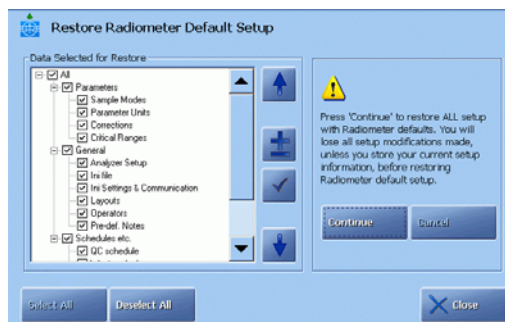 Restore Radiometer Default Setup
Data Selected for Restore
All
Parameters
Sample Modes
Parameter Units
Corrections
Critical Ranges
General
Analyzer Setup
Ini file
Ini Settings & Communication
Layouts
Operators
Pre-def. Notes
Schedules etc.
QC schedule
Press 'Continue' to restore ALL setup
with Radiometer defaults. You will
lose all setup modifications made,
unless you store your current setup
information, before restoring
Radiometer default setup.
Continue
Cancel
Select All
Deselect All
Close